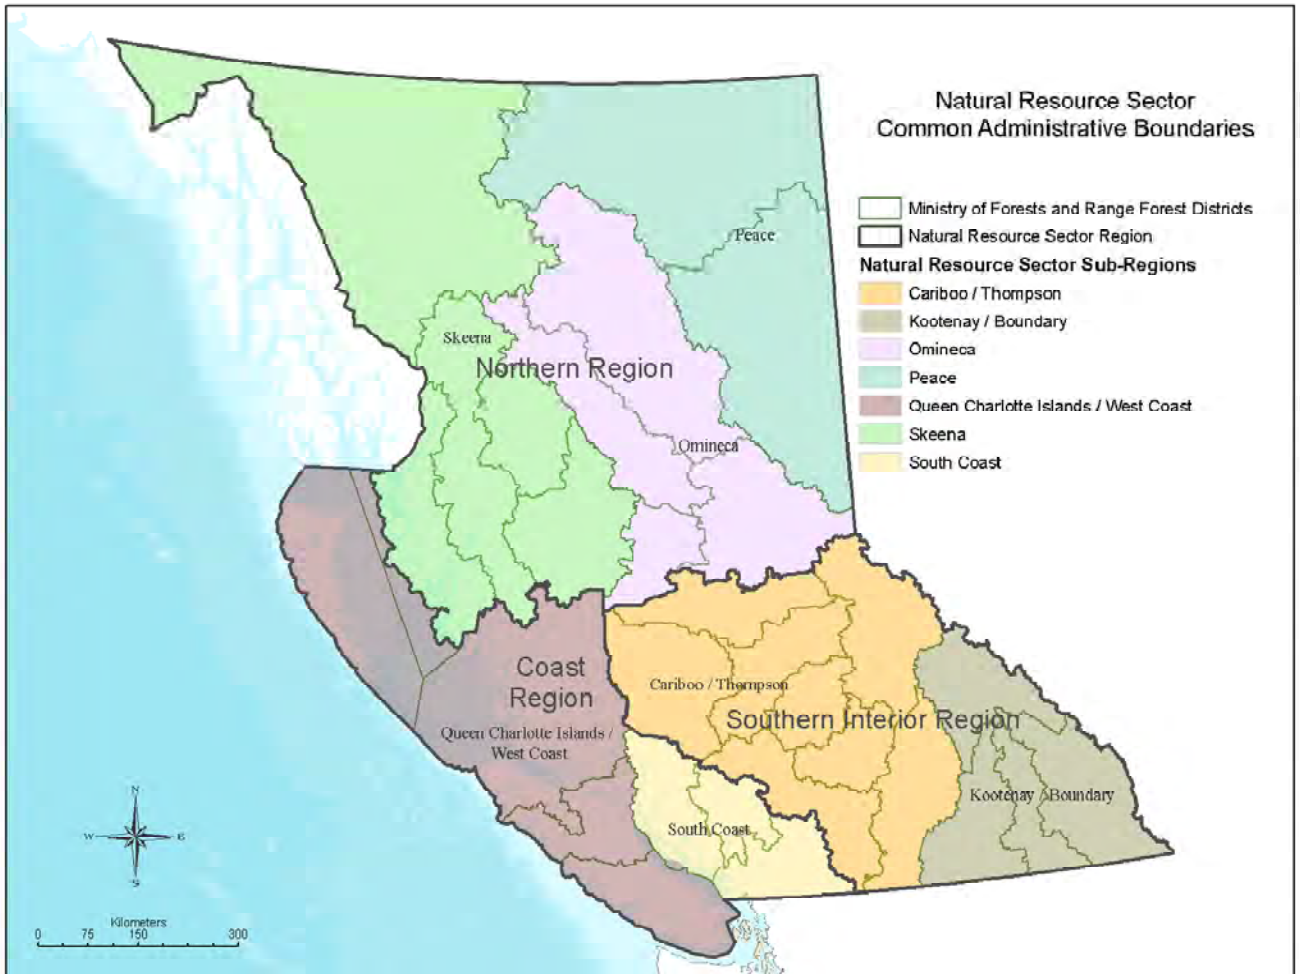 Natural Resource Sector
Common Administrative Boundaries
Ministry of Forests and Range Forest Districts
Natural Resource Sector Region
Natural Resource Sector Sub-Regions
Cariboo / Thompson
Kootenay / Boundary
Omineca
Peace
Queen Charlotte Islands / West Coast
Skeena
South Coast
Peace
Skeena
Northern Region
Omineca
Coast
Region
Cariboo / Thompson
Southern Interior Region
Queen Charlotte Islands /
West Coast
Kootenay / Boundary
South Coast
N
W E
S
Kilometers
0 75 150 300